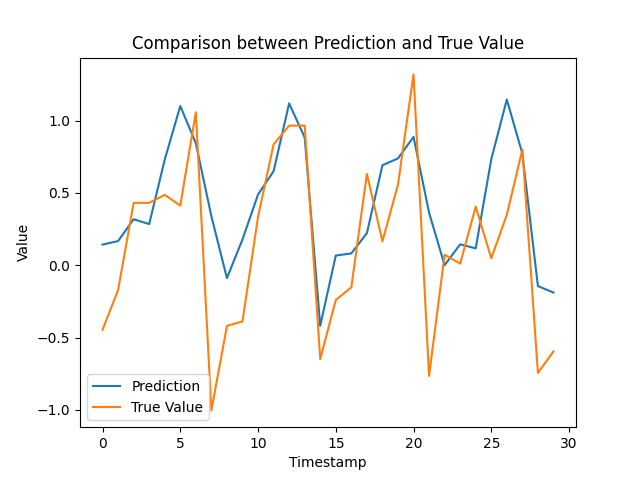 Comparison between Prediction and True Value
Value
1.0
0.5
0.0
−0.5
−1.0
Prediction
True Value
0 5 10 15 20 25 30
Timestamp